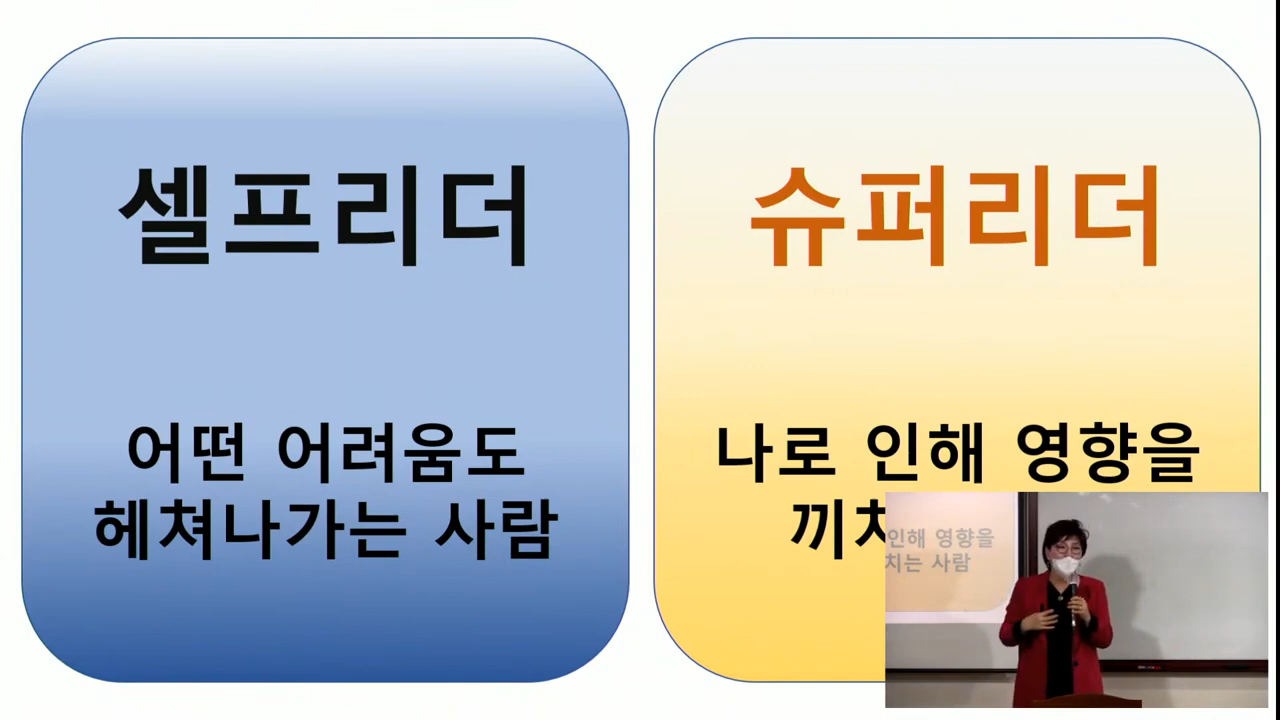 셀프리더
어떤 어려움도
헤쳐나가는 사람
슈퍼리더
나로 인해 영향을
끼치
인해 영향을
치는 사람